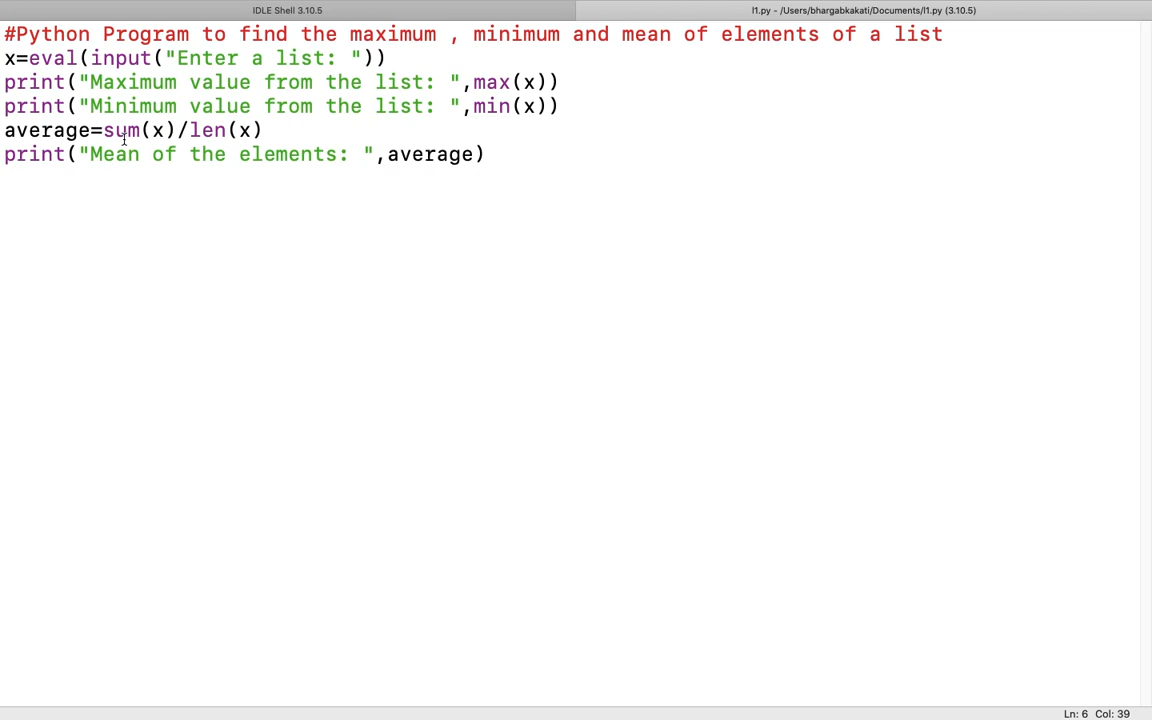 IDLE Shell 3.10.5
l1.py - /Users/bhargabkakati/Documents/l1.py (3.10.5)
#Python Program to find the maximum , minimum and mean of elements of a list
x=eval(input("Enter a list: "))
print("Maximum value from the list: ",max(x))
print("Minimum value from the list: ",min(x))
average=sum(x)/len(x)
print("Mean of the elements: ",average)
Ln: 6 Col: 39